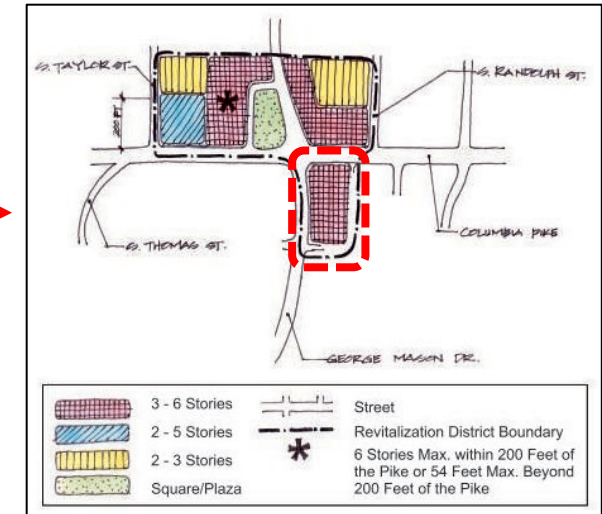 S. TAYLOR ST.
S. RANDOLPH ST.
200 FT
S. THOMAS ST.
COLUMBIA PIKE
GEORGE MASON DR.
3 - 6 Stories
2 - 5 Stories
2 - 3 Stories
Square/Plaza
Street
Revitalization District Boundary
6 Stories Max. within 200 Feet of
the Pike or 54 Feet Max. Beyond
200 Feet of the Pike